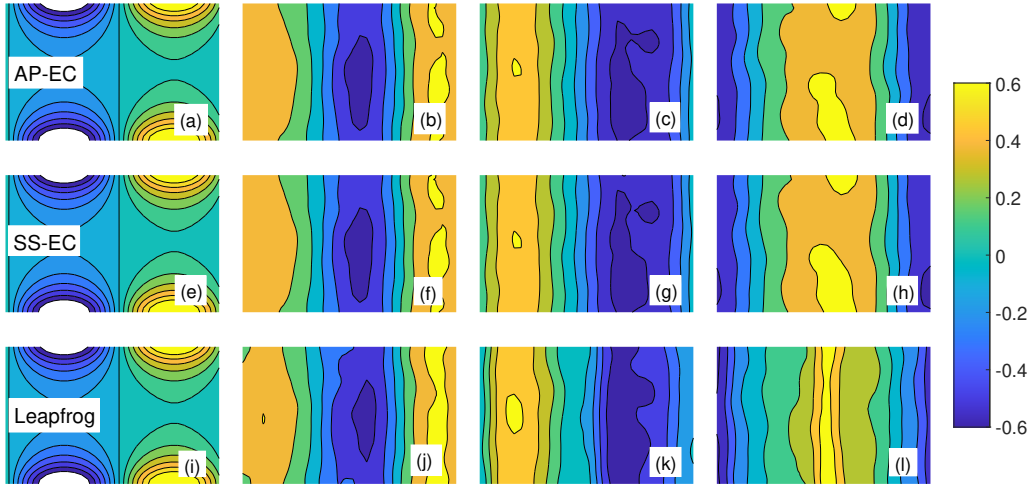 AP-EC
(a)
(b)
(c)
(d)
SS-EC
(e)
(f)
(g)
(h)
Leapfrog
(i)
(j)
(k)
(l)
0.6
0.4
0.2
0
-0.2
-0.4
-0.6